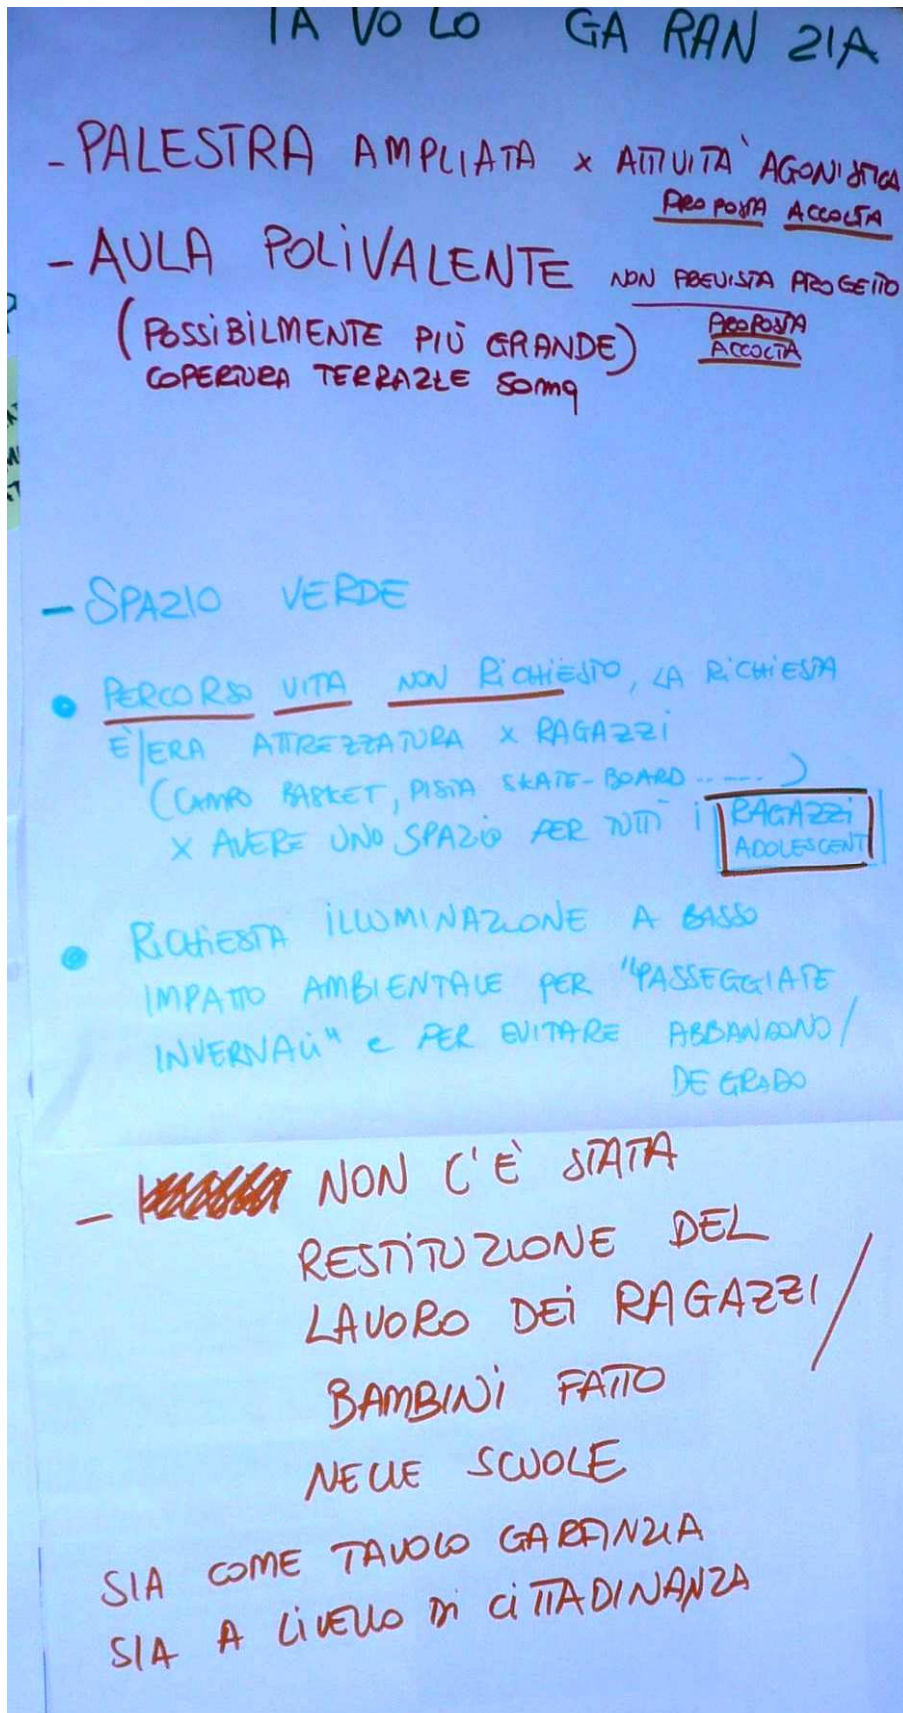 TAVOLO GARANZIA
- PALESTRA AMPLIATA x ATTIVITA' AGONISTICA
PROPOSTA ACCOLTA
- AULA POLIVALENTE NON PREVISTA PROGETTO
(POSSIBILMENTE PIÙ GRANDE) PROPOSTA
ACCOLTA
COPERTURA TERRAZZE 50mq
- SPAZIO VERDE
• PERCORSO VITA NON RICHIESTO, LA RICHIESTA
E'/ERA ATTREZZATURA x RAGAZZI
(CAMPO BASKET, PISTA SKATE-BOARD ......)
x AVERE UNO SPAZIO PER TUTTI I RAGAZZI
ADOLESCENTI
• RICHIESTA ILLUMINAZIONE A BASSO
IMPATTO AMBIENTALE PER "PASSEGGIATE
INVERNALI" e PER EVITARE ABBANDONO/
DEGRADO
- NON C'È STATA
RESTITUZIONE DEL
LAVORO DEI RAGAZZI/
BAMBINI FATTO
NELLE SCUOLE
SIA COME TAVOLO GARANZIA
SIA A LIVELLO DI CITTADINANZA